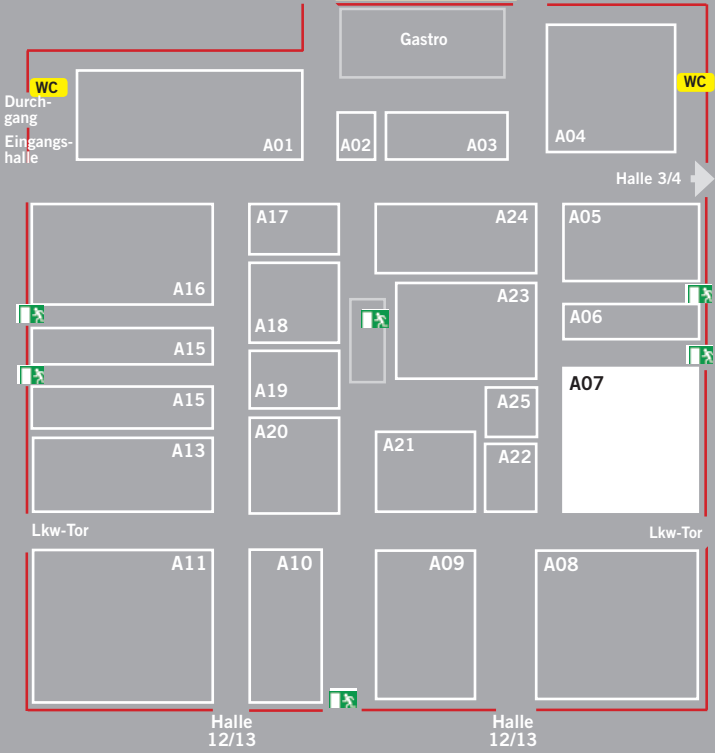 Gastro
WC
WC
Durch-
gang
Eingangs-
halle
A01
A02
A03
A04
Halle 3/4
A17
A24
A05
A16
A23
A06
A18
A15
A07
A19
A25
A15
A20
A21
A13
A22
Lkw-Tor
Lkw-Tor
A11
A10
A09
A08
Halle
12/13
Halle
12/13